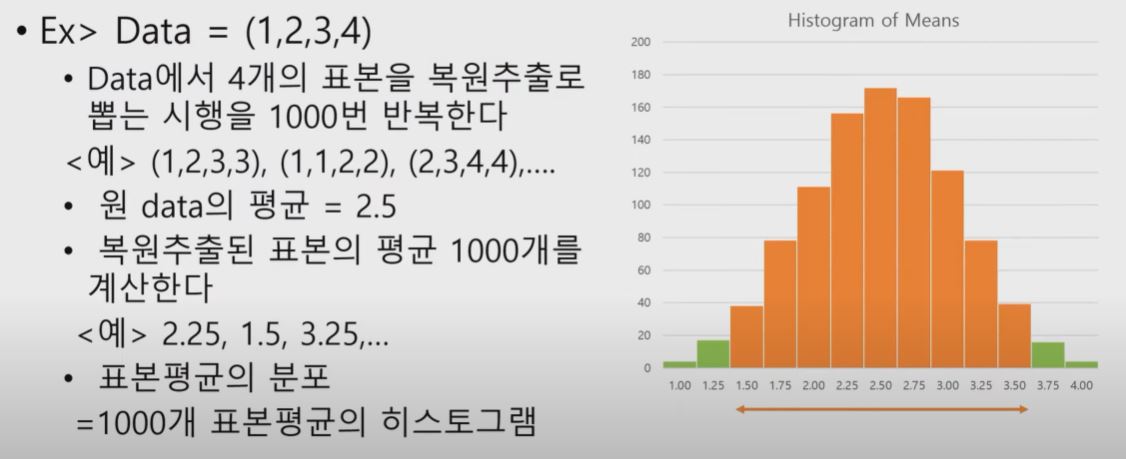 • Ex> Data = (1,2,3,4)
• Data에서 4개의 표본을 복원추출로
뽑는 시행을 1000번 반복한다
<예> (1,2,3,3), (1,1,2,2), (2,3,4,4),....
• 원 data의 평균 = 2.5
• 복원추출된 표본의 평균 1000개를
계산한다
<예> 2.25, 1.5, 3.25,...
• 표본평균의 분포
=1000개 표본평균의 히스토그램
Histogram of Means
200
180
160
140
120
100
80
60
40
20
0
1.00 1.25 1.50 1.75 2.00 2.25 2.50 2.75 3.00 3.25 3.50 3.75 4.00